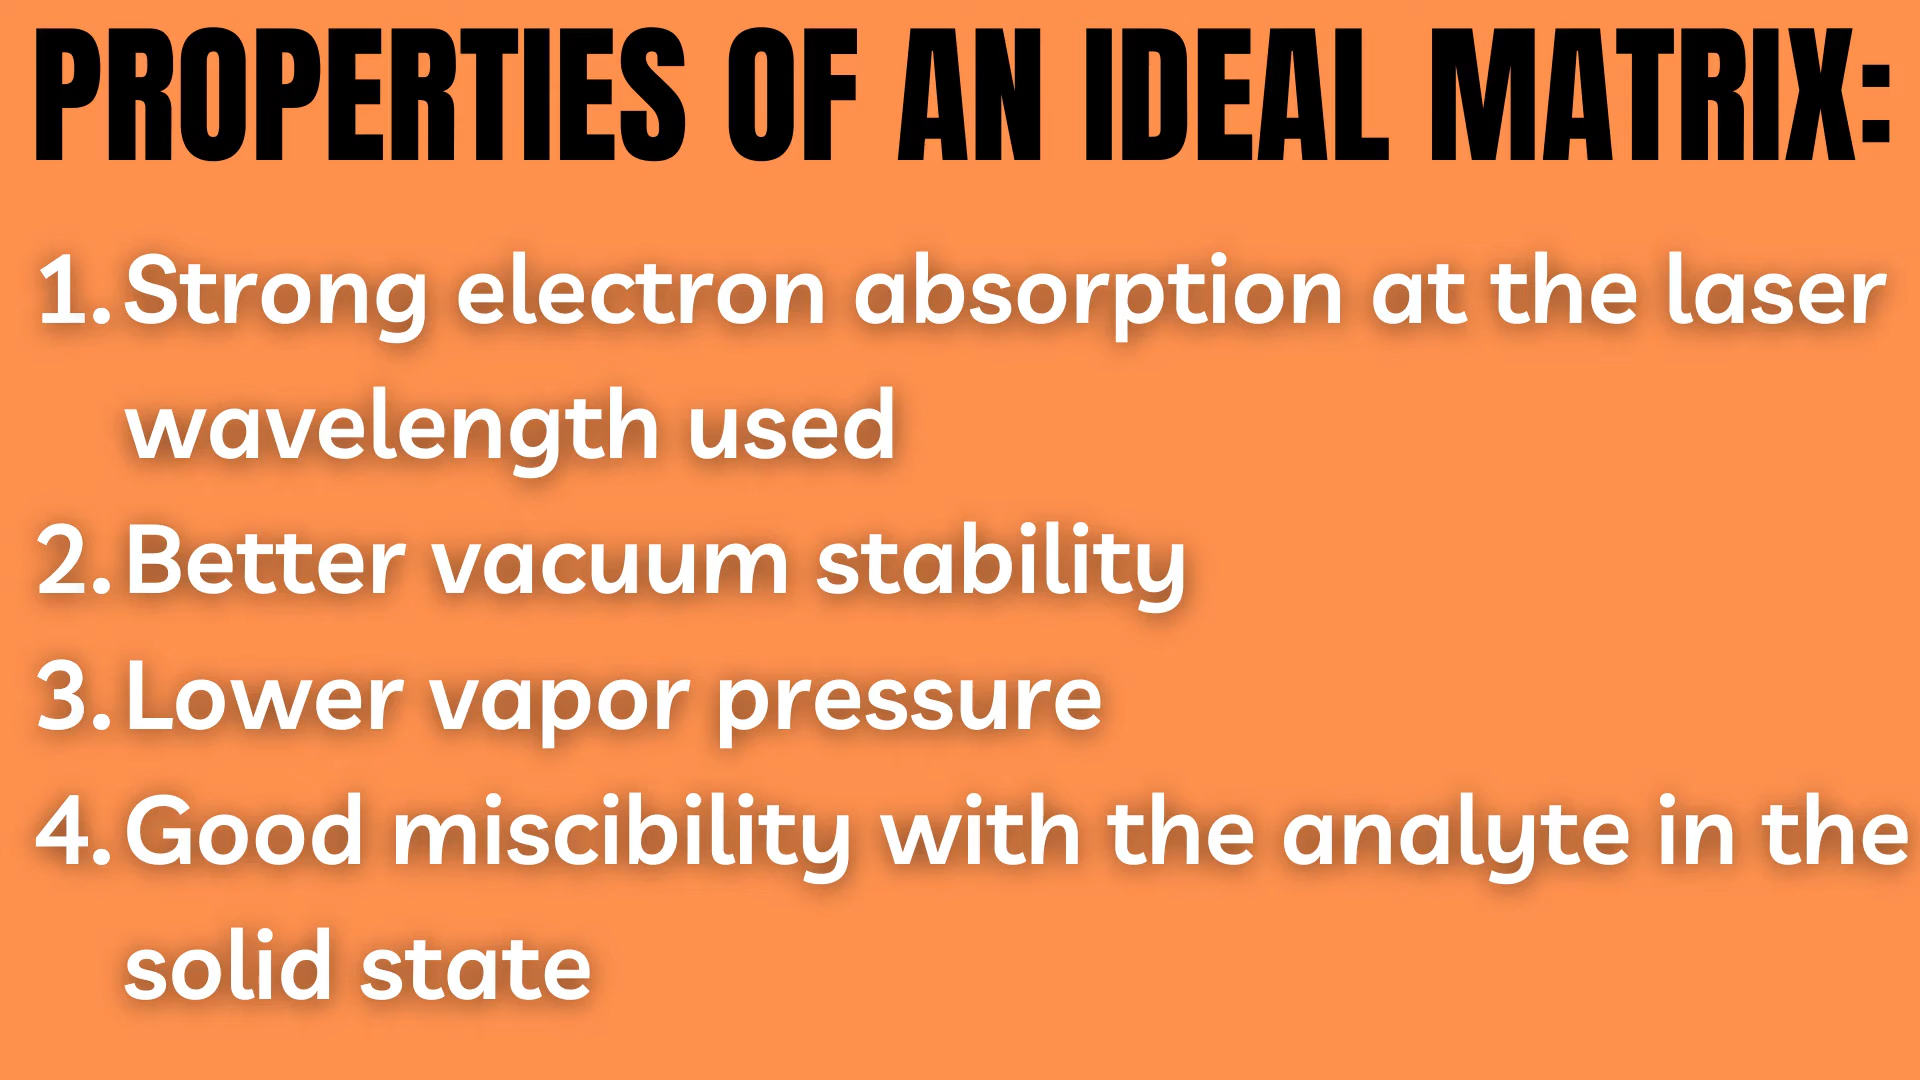 PROPERTIES OF AN IDEAL MATRIX:
1. Strong electron absorption at the laser
wavelength used
2. Better vacuum stability
3. Lower vapor pressure
4. Good miscibility with the analyte in the
solid state